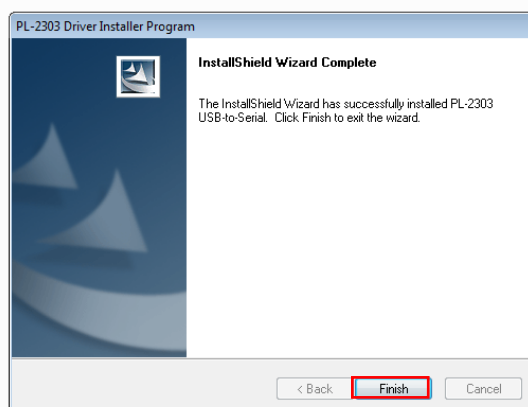 PL-2303 Driver Installer Program
InstallShield Wizard Complete
The InstallShield Wizard has successfully installed PL-2303
USB-to-Serial. Click Finish to exit the wizard.
< Back Finish Cancel